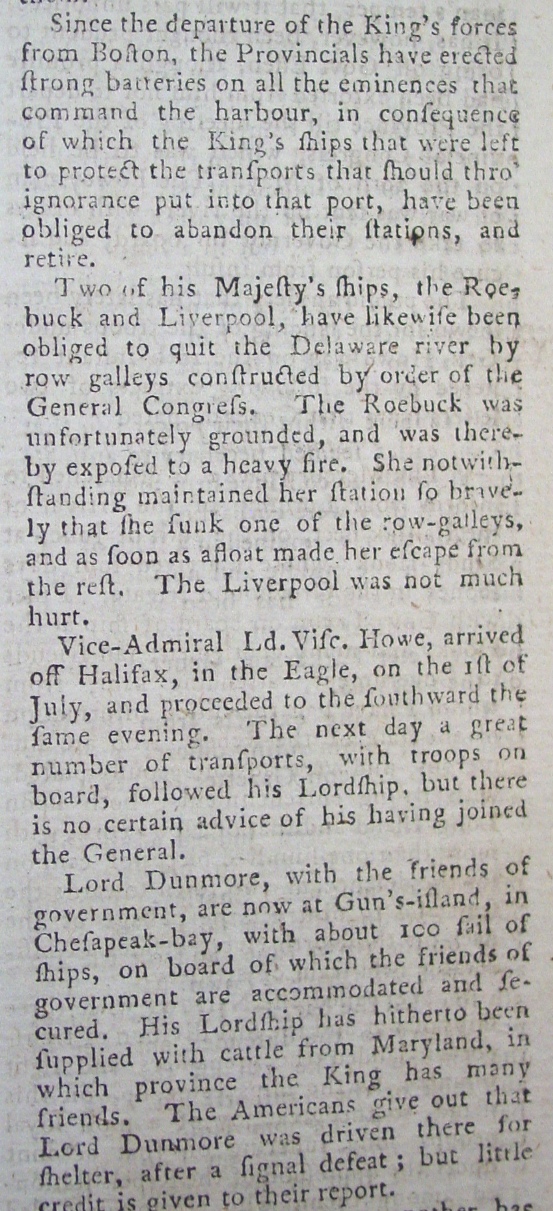 Since the departure of the King's forces
from Boſton, the Provincials have erected
ſtrong batteries on all the eminences that
command the harbour, in conſequence
of which the King's ſhips that were left
to protect the tranſports that ſhould thro'
ignorance put into that port, have been
obliged to abandon their ſtations, and
retire.
Two of his Majeſty's ſhips, the Roe-
buck and Liverpool, have likewiſe been
obliged to quit the Delaware river by
row galleys conſtructed by order of the
General Congreſs. The Roebuck was
unfortunately grounded, and was there-
by expoſed to a heavy fire. She notwith-
ſtanding maintained her ſtation ſo brave-
ly that ſhe ſunk one of the row-galleys,
and as ſoon as afloat made her eſcape from
the reſt. The Liverpool was not much
hurt.
Vice-Admiral Ld. Viſc. Howe, arrived
off Halifax, in the Eagle, on the 1ſt of
July, and proceeded to the ſouthward the
ſame evening. The next day a great
number of tranſports, with troops on
board, followed his Lordſhip, but there
is no certain advice of his having joined
the General.
Lord Dunmore, with the friends of
government, are now at Gun's-iſland, in
Cheſapeak-bay, with about 100 ſail of
ſhips, on board of which the friends of
government are accommodated and ſe-
cured. His Lordſhip has hitherto been
ſupplied with cattle from Maryland, in
which province the King has many
friends. The Americans give out that
Lord Dunmore was driven there for
ſhelter, after a ſignal defeat; but little
credit is given to their report.
has